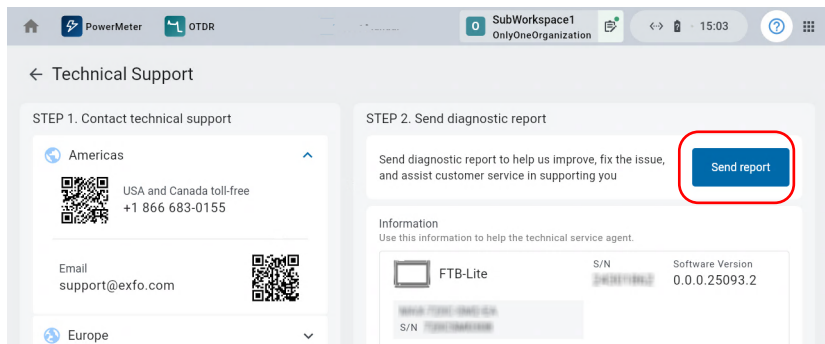 PowerMeter
OTDR
O
SubWorkspace1
OnlyOneOrganization
15:03
Technical Support
STEP 1. Contact technical support
Americas
USA and Canada toll-free
+1 866 683-0155
Email
support@exfo.com
Europe
STEP 2. Send diagnostic report
Send diagnostic report to help us improve, fix the issue,
and assist customer service in supporting you
Send report
Information
Use this information to help the technical service agent.
FTB-Lite
S/N
Software Version
0.0.0.25093.2
S/N